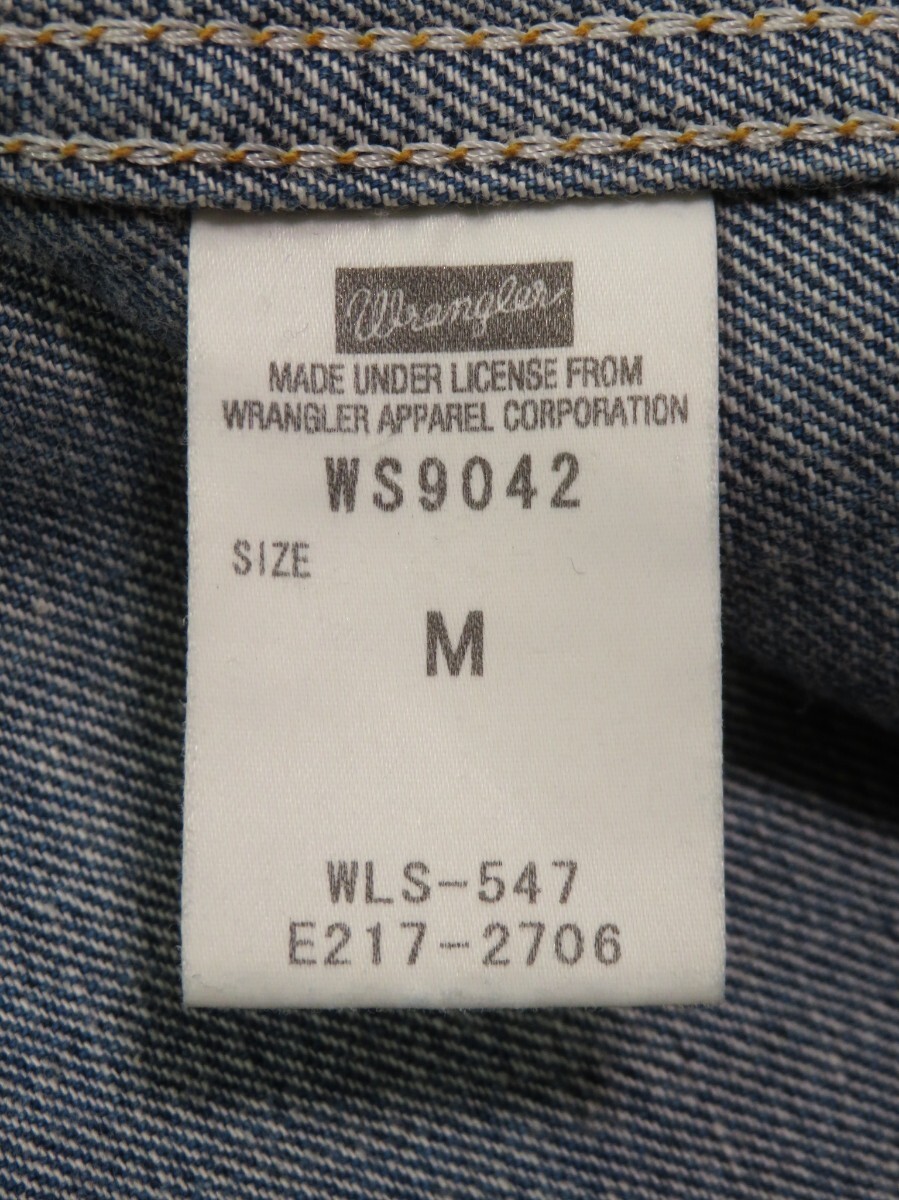 Wrangler
MADE UNDER LICENSE FROM
WRANGLER APPAREL CORPORATION
WS9042
SIZE
M
WLS-547
E217-2706